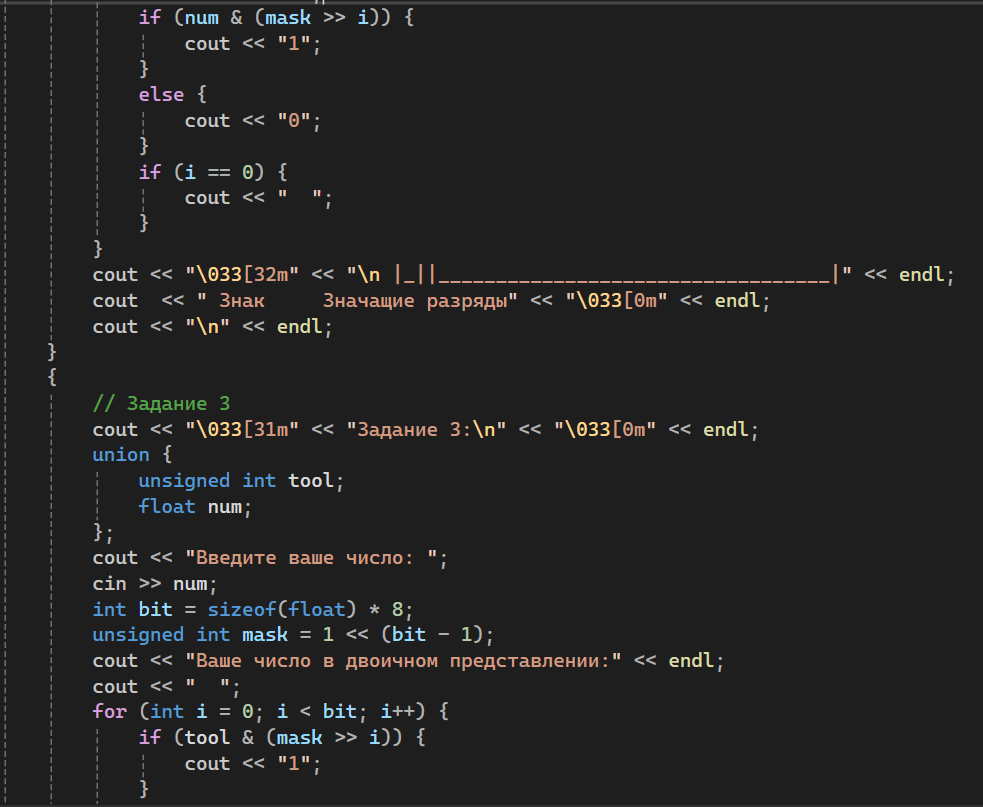 if (num & (mask >> i)) {
cout << "1";
}
else {
cout << "0";
}
if (i == 0) {
cout << "  ";
}
}
cout << "\033[32m" << "\n |_||__________________________________|" << endl;
cout  << " Знак     Значащие разряды" << "\033[0m" << endl;
cout << "\n" << endl;
}
{
// Задание 3
cout << "\033[31m" << "Задание 3:\n" << "\033[0m" << endl;
union {
unsigned int tool;
float num;
};
cout << "Введите ваше число: ";
cin >> num;
int bit = sizeof(float) * 8;
unsigned int mask = 1 << (bit - 1);
cout << "Ваше число в двоичном представлении:" << endl;
cout << "  ";
for (int i = 0; i < bit; i++) {
if (tool & (mask >> i)) {
cout << "1";
}